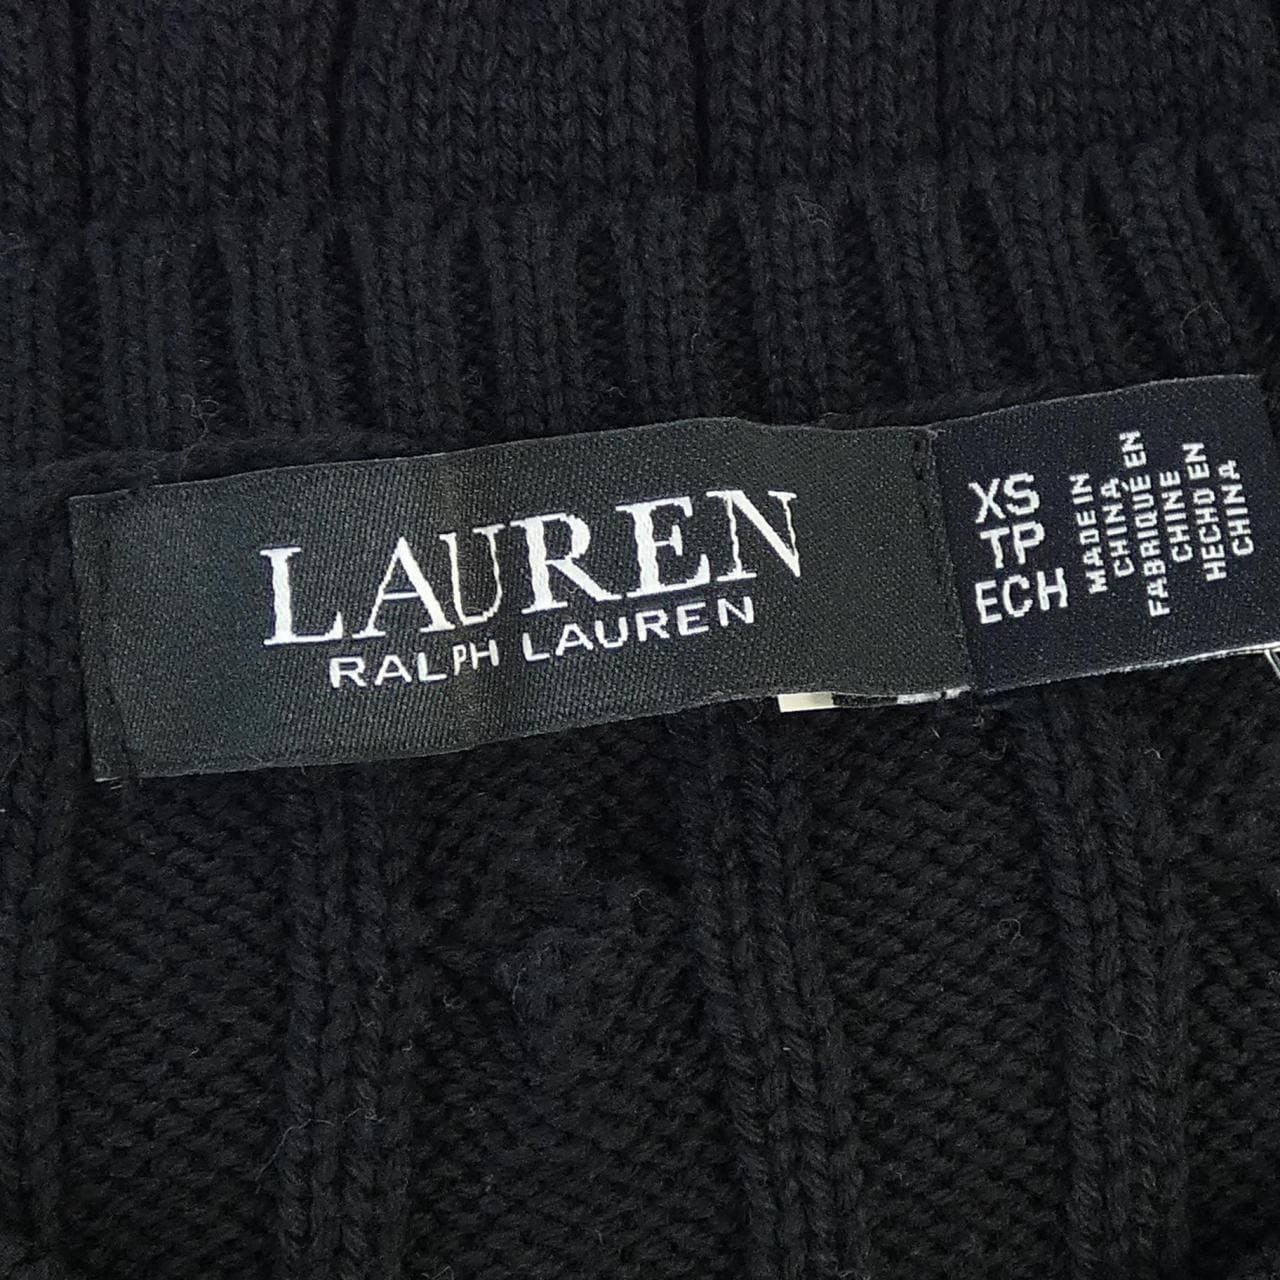 LAUREN
RALPH LAUREN
XS
TP
ECH
MADE IN
CHINA
FABRIQUÉ EN
CHINE
HECHO EN
CHINA